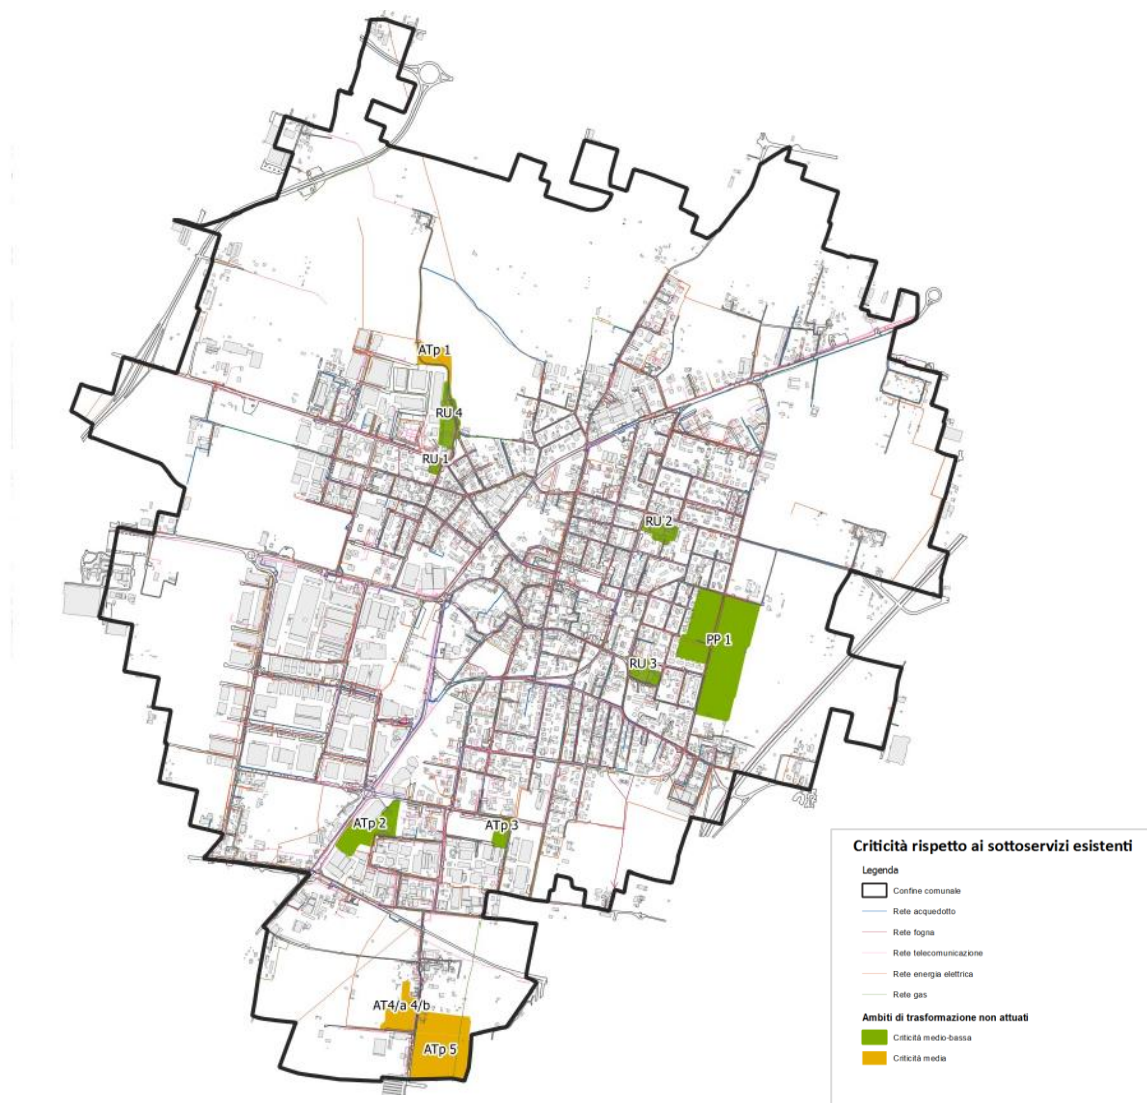 ATp 1
RU 4
RU 1
RU 2
PP 1
RU 3
ATp 2
ATp 3
AT4/a 4/b
ATp 5
Criticità rispetto ai sottoservizi esistenti
Legenda
Confine comunale
Rete acquedotto
Rete fogna
Rete telecomunicazione
Rete energia elettrica
Rete gas
Ambiti di trasformazione non attuati
Criticità medio-bassa
Criticità media